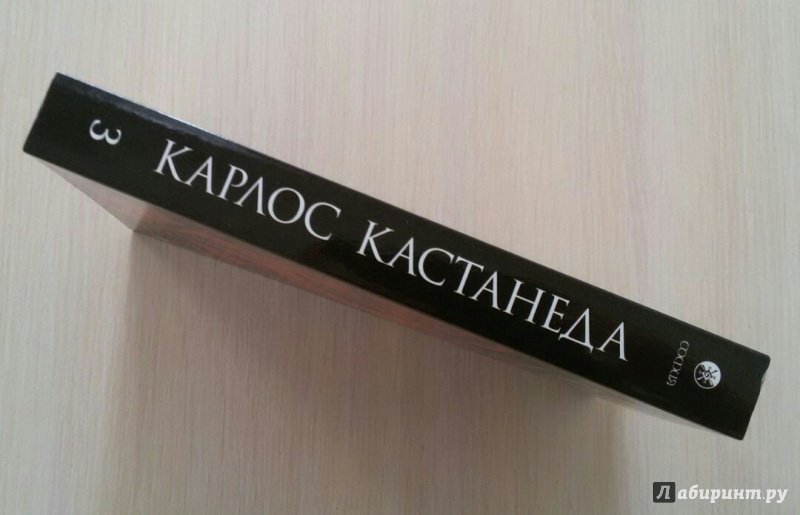 3
КАРЛОС КАСТАНЕДА
СОФИЯ
Лабиринт.ру